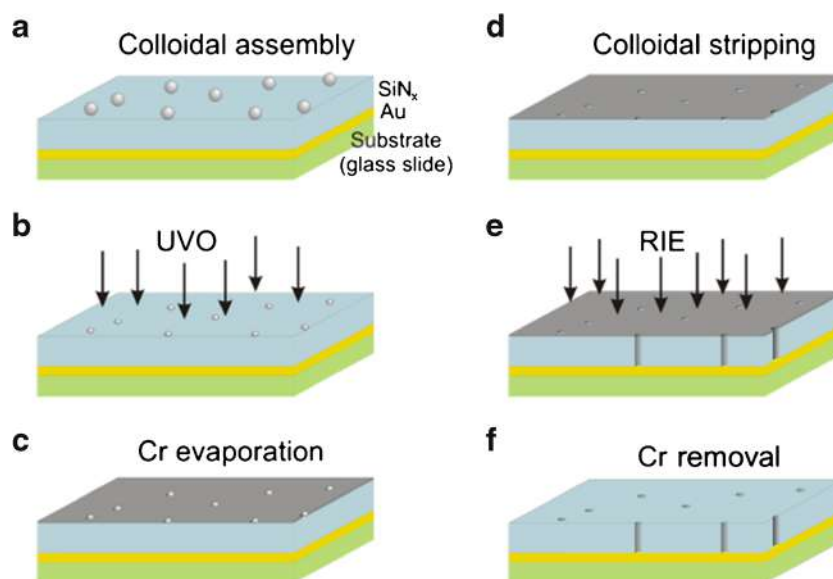 a
Colloidal assembly
SiNₓ
Au
Substrate
(glass slide)
b
UVO
c
Cr evaporation
d
Colloidal stripping
e
RIE
f
Cr removal